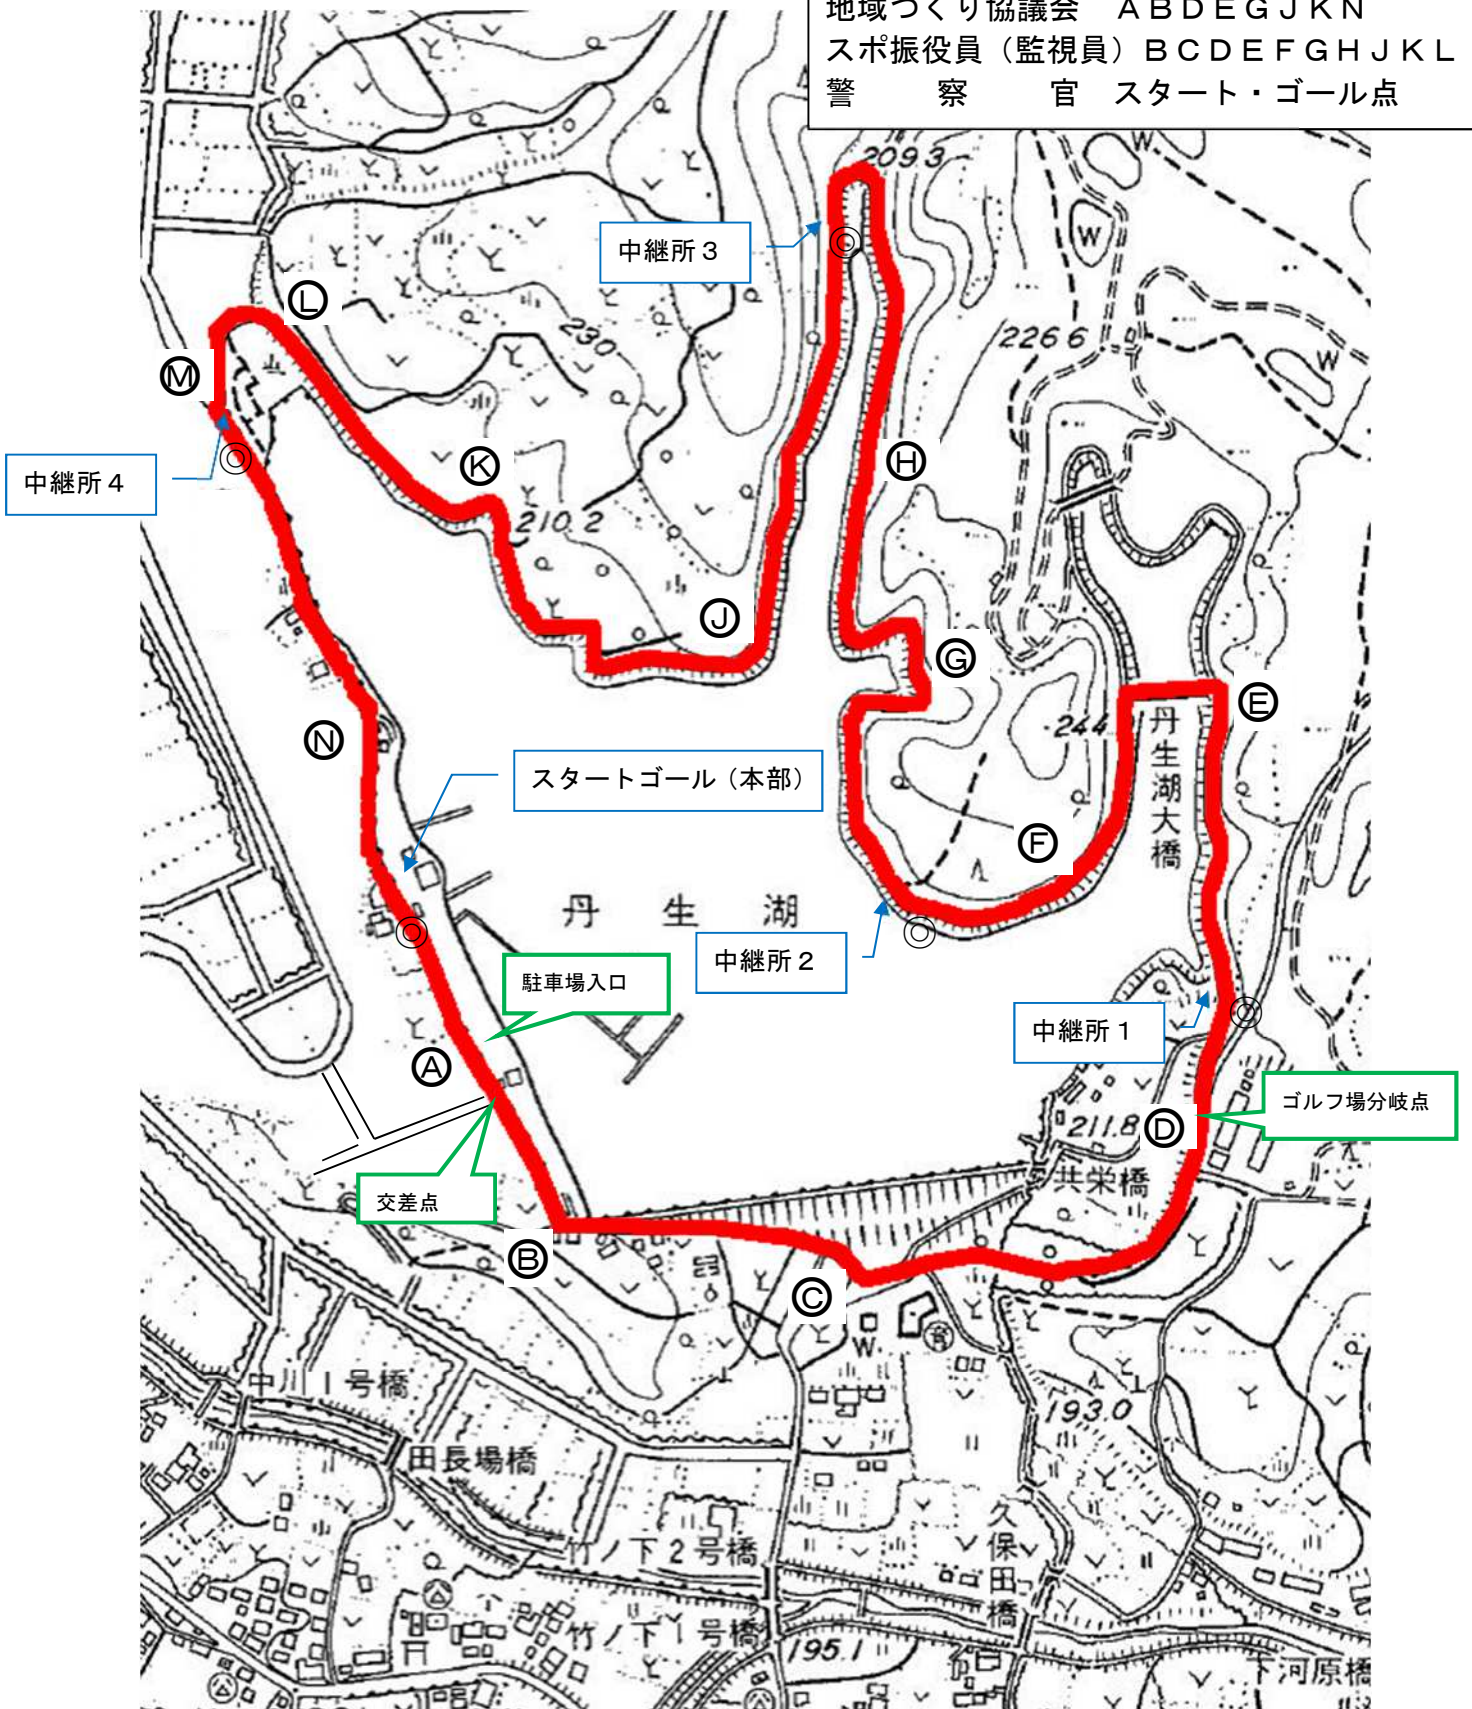 地域づくり協議会　ＡＢＤＥＧＪＫＮ
スポ振役員（監視員）ＢＣＤＥＦＧＨＪＫＬ
警　　察　　官　スタート・ゴール点
2093
中継所３
W
W
W
2266
230
Ⓛ
Ⓜ
中継所４
Ⓚ
Ⓗ
210.2
Ⓙ
Ⓖ
Ⓔ
244
丹生湖大橋
Ⓝ
スタートゴール（本部）
Ⓕ
丹　生　湖
中継所２
駐車場入口
中継所１
Ⓐ
ゴルフ場分岐点
211.8
Ⓓ
共栄橋
交差点
Ⓑ
Ⓒ
W
中川1号橋
193.0
田長場橋
竹ノ下2号橋
久保田橋
竹ノ下1号橋
195.1
下河原橋